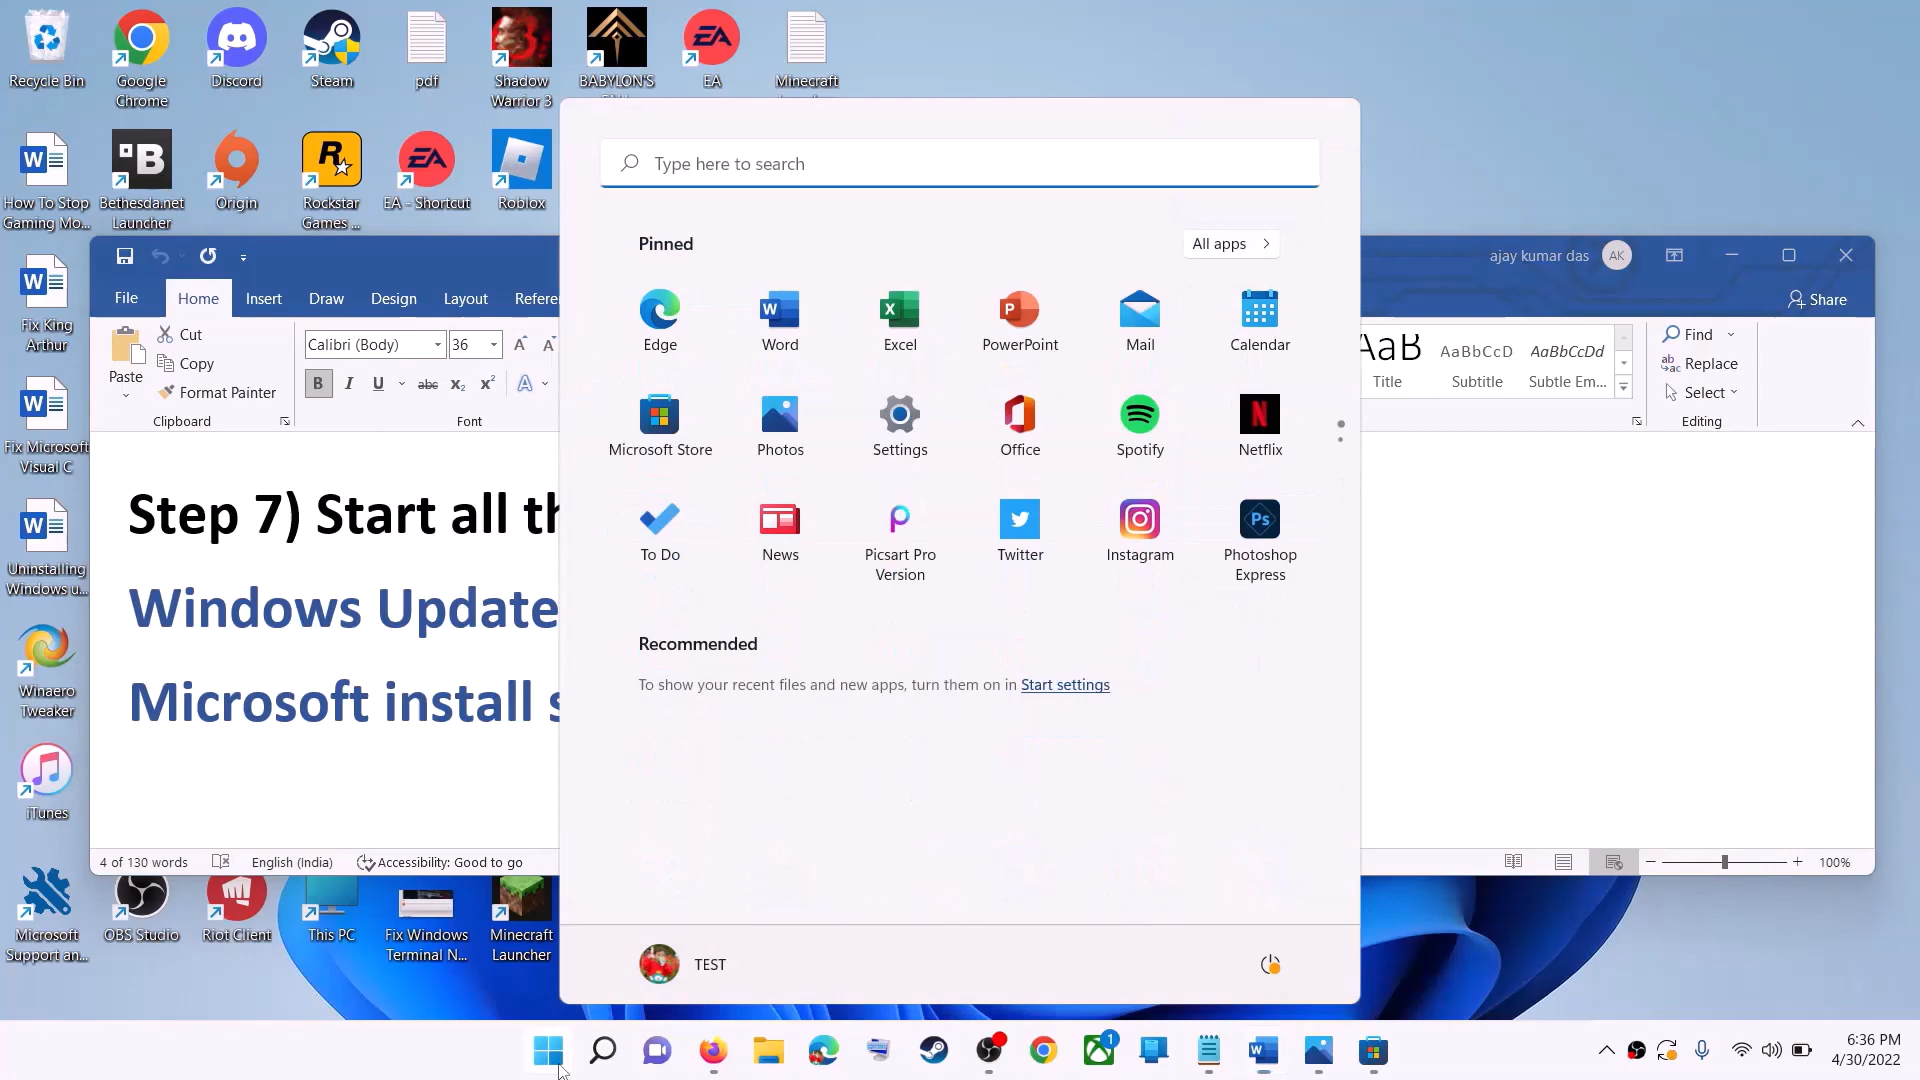 Recycle Bin
Google
Chrome
Discord
Steam
pdf
Shadow
Warrior 3
BABYLON'S
EA
Minecraft
How To Stop
Gaming Mo...
Bethesda.net
Launcher
Origin
Rockstar
Games ...
EA - Shortcut
Roblox
Fix King
Arthur
Fix Microsoft
Visual C
Uninstalling
Windows u...
Winaero
Tweaker
iTunes
Microsoft
Support an...
OBS Studio
Riot Client
This PC
Fix Windows
Terminal N...
Minecraft
Launcher
ajay kumar das
AK
File
Home
Insert
Draw
Design
Layout
Refere
Share
Paste
Cut
Copy
Format Painter
Clipboard
Calibri (Body)
36
Font
AaB
Title
AaBbCcD
Subtitle
AaBbCcDd
Subtle Em...
Find
Replace
Select
Editing
Step 7) Start all th
Windows Update
Microsoft install s
4 of 130 words
English (India)
Accessibility: Good to go
100%
Type here to search
Pinned
All apps
Edge
Word
Excel
PowerPoint
Mail
Calendar
Microsoft Store
Photos
Settings
Office
Spotify
Netflix
To Do
News
Picsart Pro
Version
Twitter
Instagram
Photoshop
Express
Recommended
To show your recent files and new apps, turn them on in Start settings
TEST
1
6:36 PM
4/30/2022